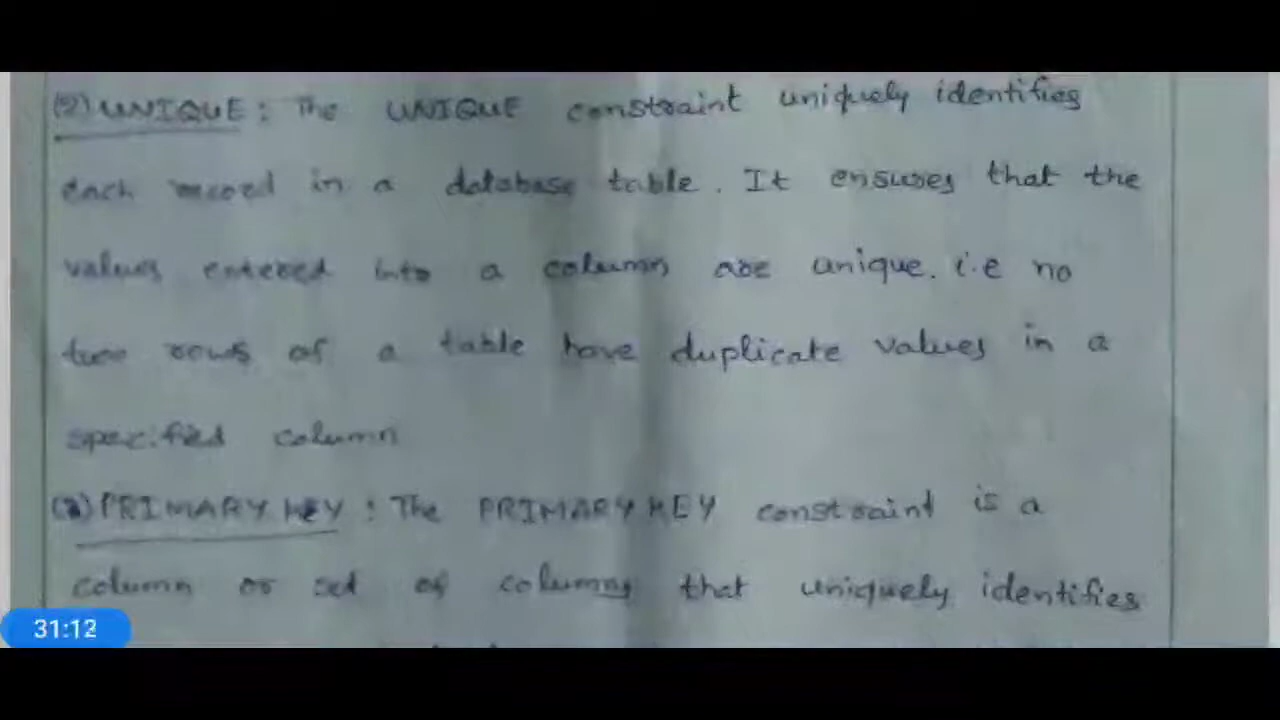 (2) UNIQUE : The UNIQUE constraint uniquely identifies
each record in a database table. It ensures that the
values entered into a column are unique. i.e no
two rows of a table have duplicate values in a
specified column
(3) PRIMARY KEY : The PRIMARY KEY constraint is a
column or set of columns that uniquely identifies
31:12